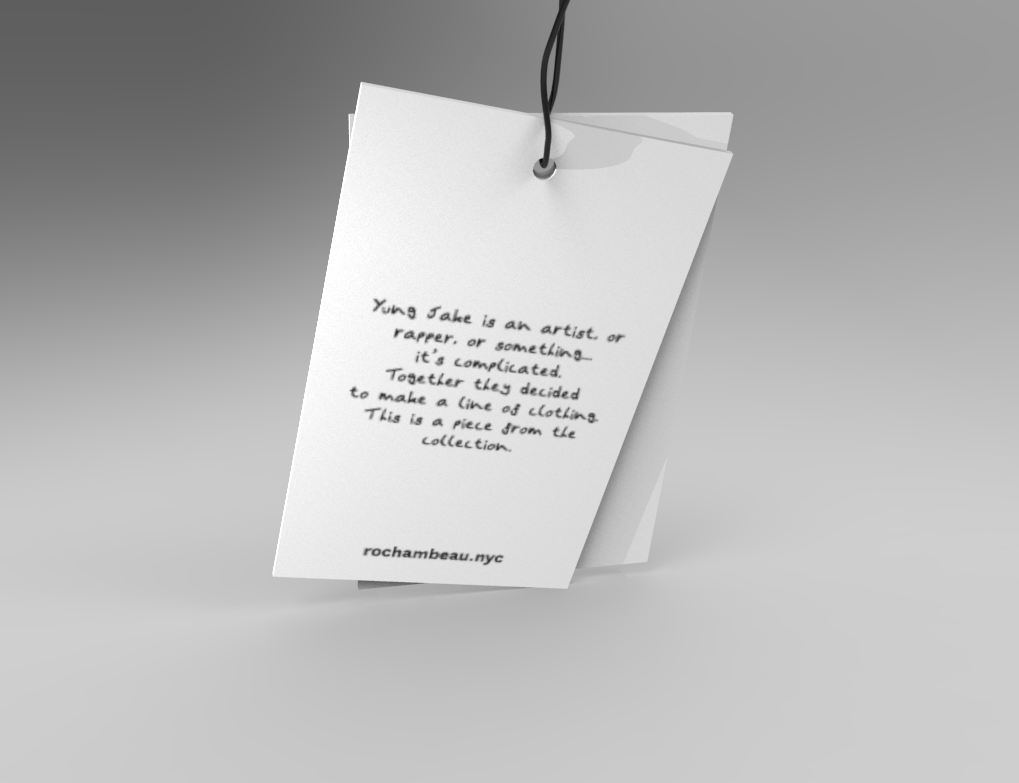 Yung Jake is an artist, or
rapper, or something...
it's complicated.
Together they decided
to make a line of clothing.
This is a piece from the
collection.
rochambeau.nyc